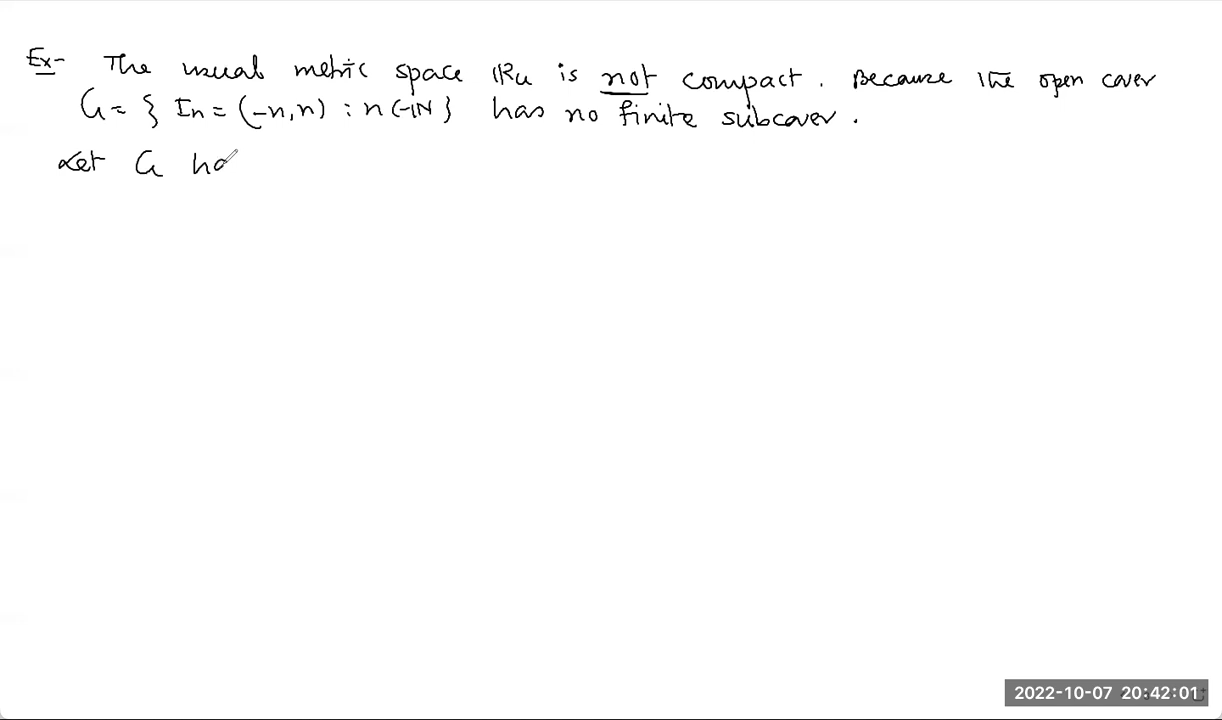 Ex- The usual metric space ℝu is not compact. Because the open cover
G = { In = (-n, n) : n ∈ ℕ } has no finite subcover.
Let G ha
2022-10-07 20:42:01